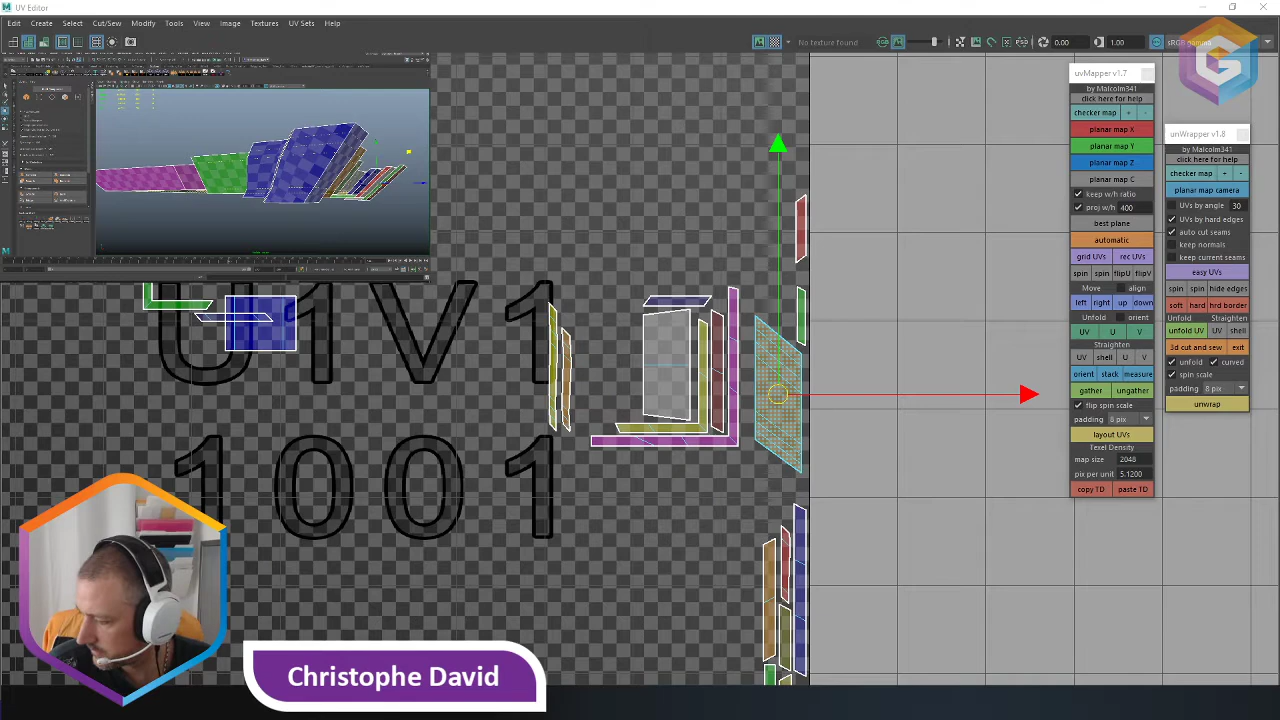 UV Editor
Edit Create Select Cut/Sew Modify Tools View Image Textures UV Sets Help
No texture found
0.00
1.00
sRGB gamma
uvMapper v1.7
by Malcolm341
click here for help
checker map + -
planar map X
planar map Y
planar map Z
planar map C
keep w/h ratio
proj w/h 400
best plane
automatic
grid UVs rec UVs
spin spin flipU flipV
Move align
left right up down
Unfold orient
UV U V
Straighten
UV shell U V
orient stack measure
gather ungather
flip spin scale
padding 8 pix
layout UVs
Texel Density
map size 2048
pix per unit 5.1200
copy TD paste TD
unWrapper v1.8
by Malcolm341
click here for help
checker map + -
planar map camera
UVs by angle 30
UVs by hard edges
auto cut seams
keep normals
keep current seams
easy UVs
spin spin hide edges
soft hard hrd border
Unfold Straighten
unfold UV UV shell
3d cut and sew exit
unfold curved
spin scale
padding 8 pix
unwrap
U1V1
1001
G
Christophe David